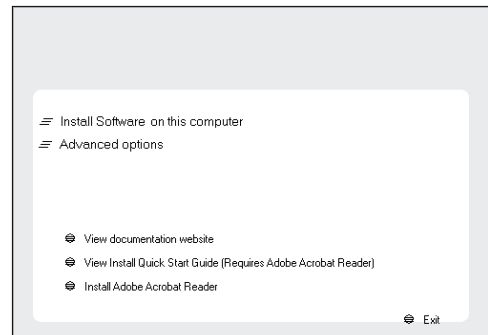 Install Software on this computer
Advanced options
View documentation website
View Install Quick Start Guide (Requires Adobe Acrobat Reader)
Install Adobe Acrobat Reader
Exit